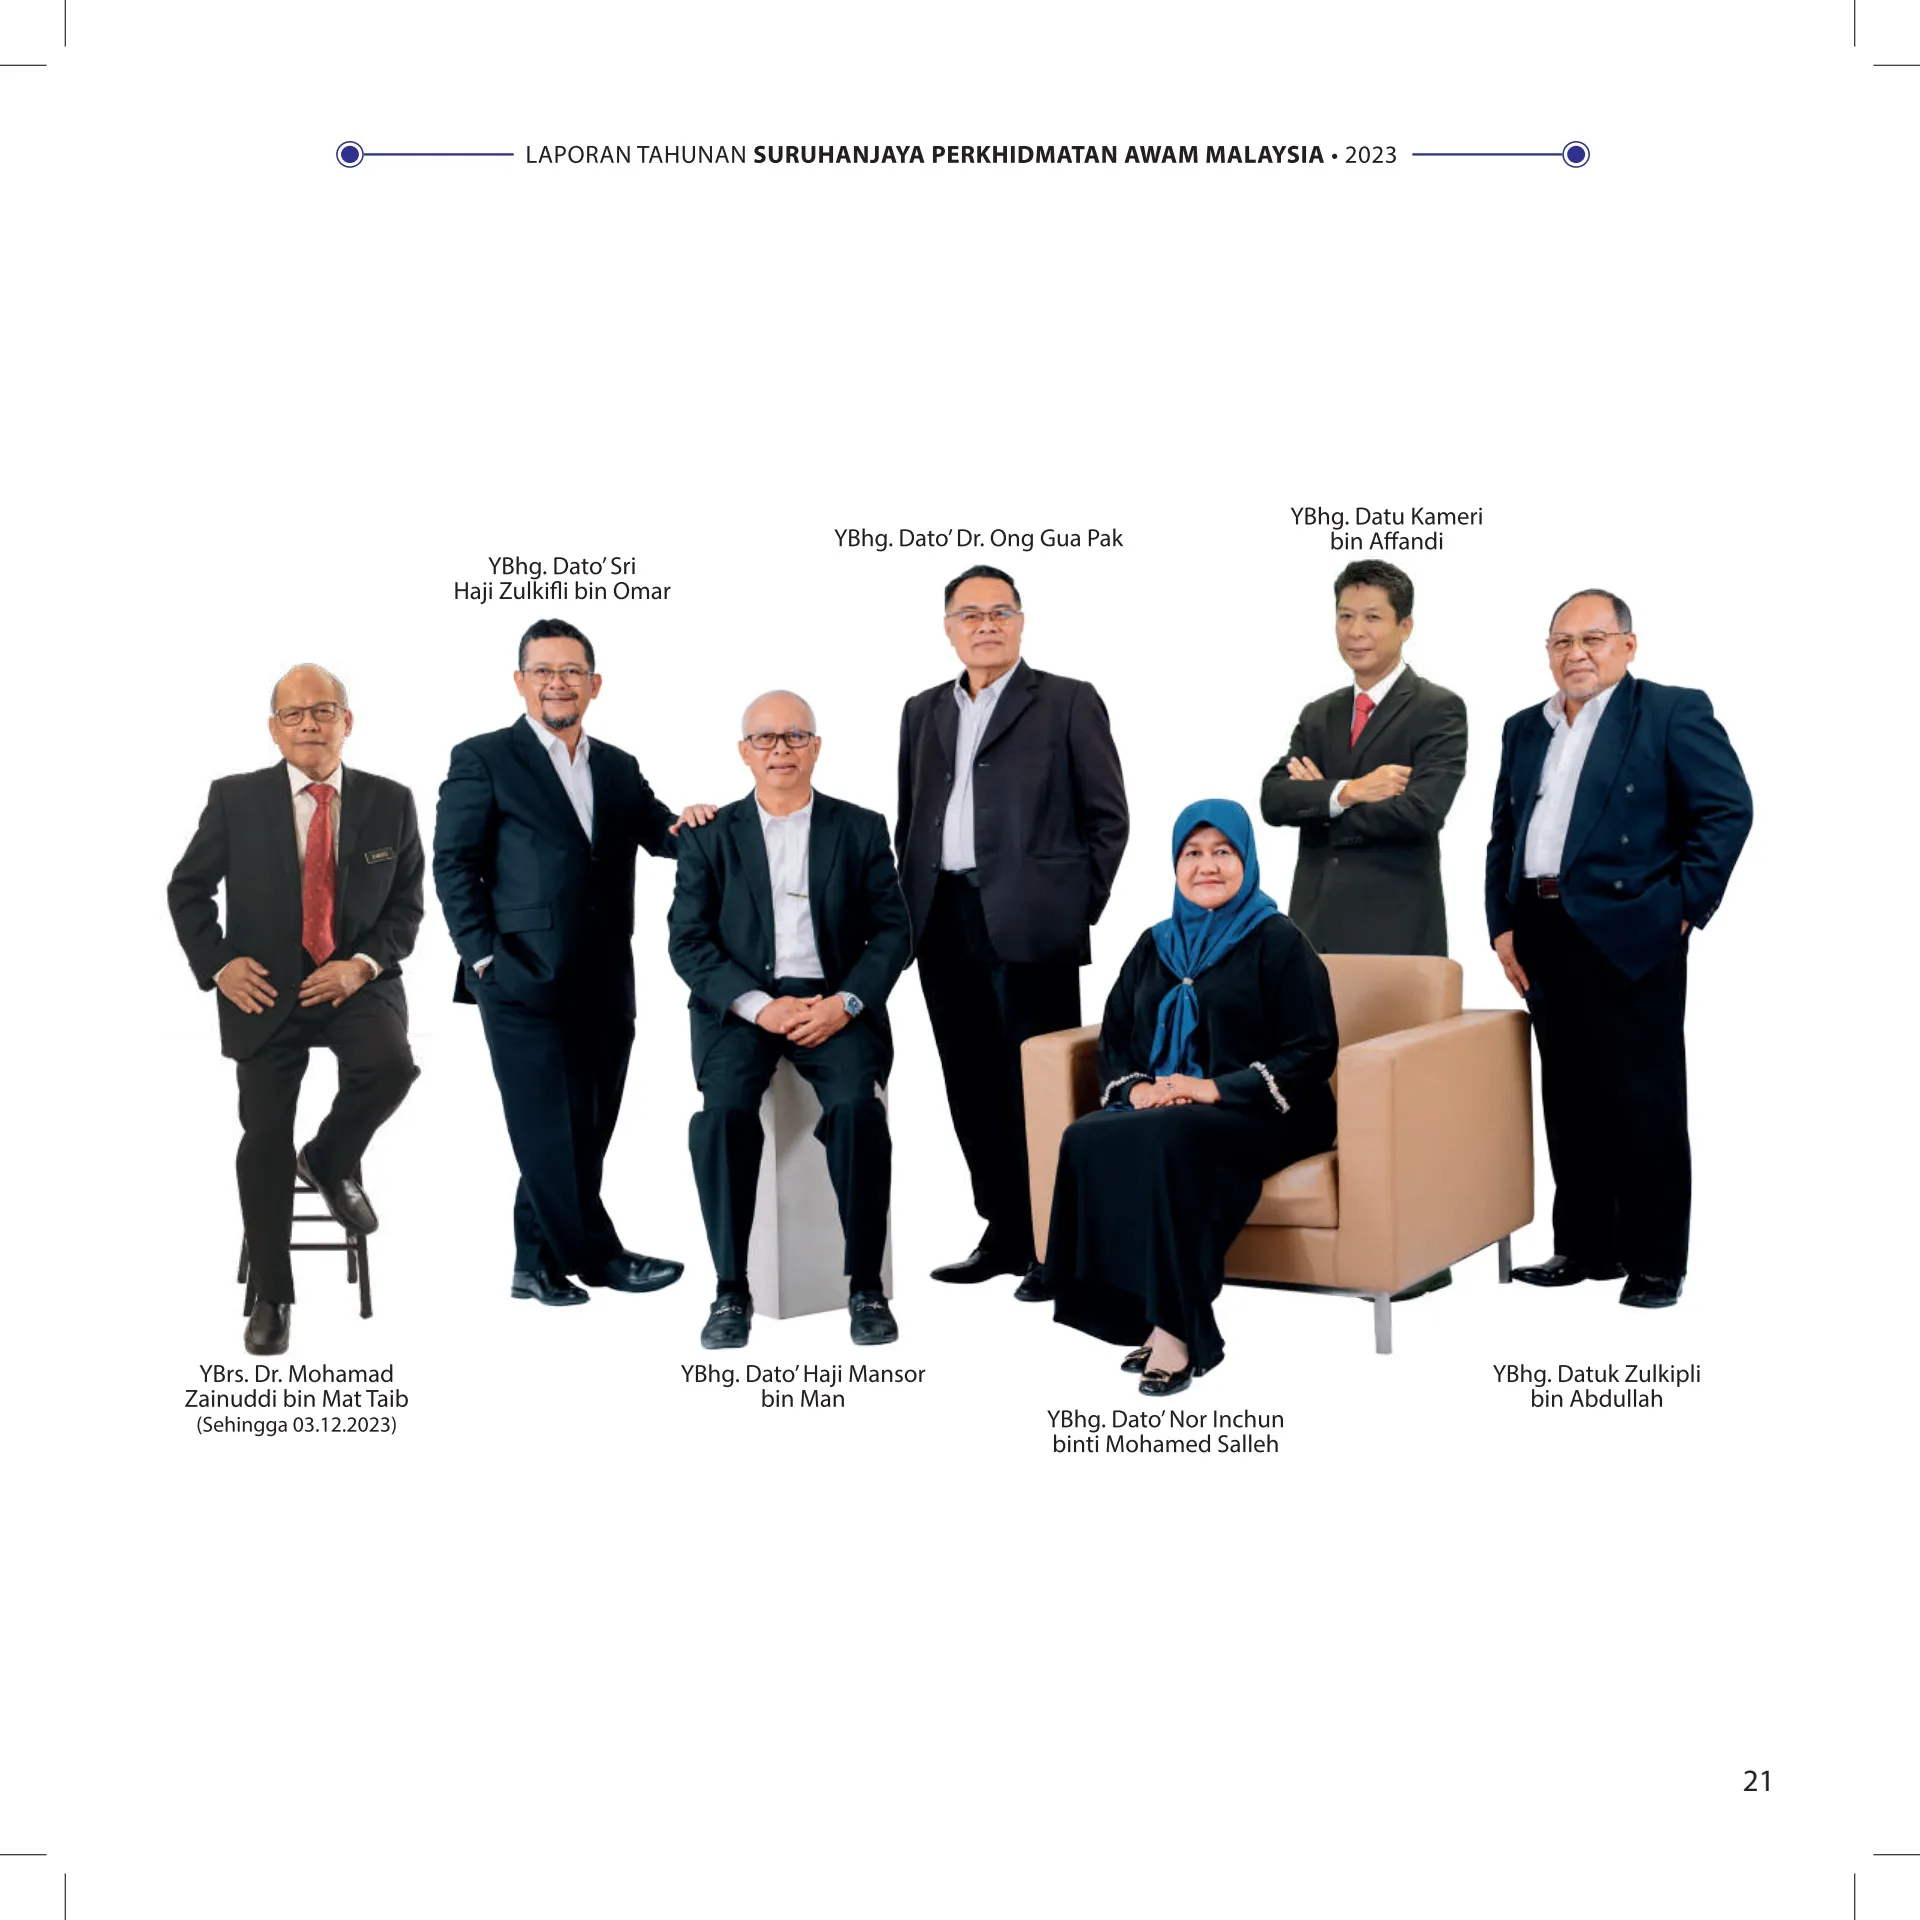 LAPORAN TAHUNAN SURUHANJAYA PERKHIDMATAN AWAM MALAYSIA • 2023
YBhg. Dato’ Sri
Haji Zulkifli bin Omar
YBhg. Dato’ Dr. Ong Gua Pak
YBhg. Datu Kameri
bin Affandi
YBrs. Dr. Mohamad
Zainuddi bin Mat Taib
(Sehingga 03.12.2023)
YBhg. Dato’ Haji Mansor
bin Man
YBhg. Dato’ Nor Inchun
binti Mohamed Salleh
YBhg. Datuk Zulkipli
bin Abdullah
21